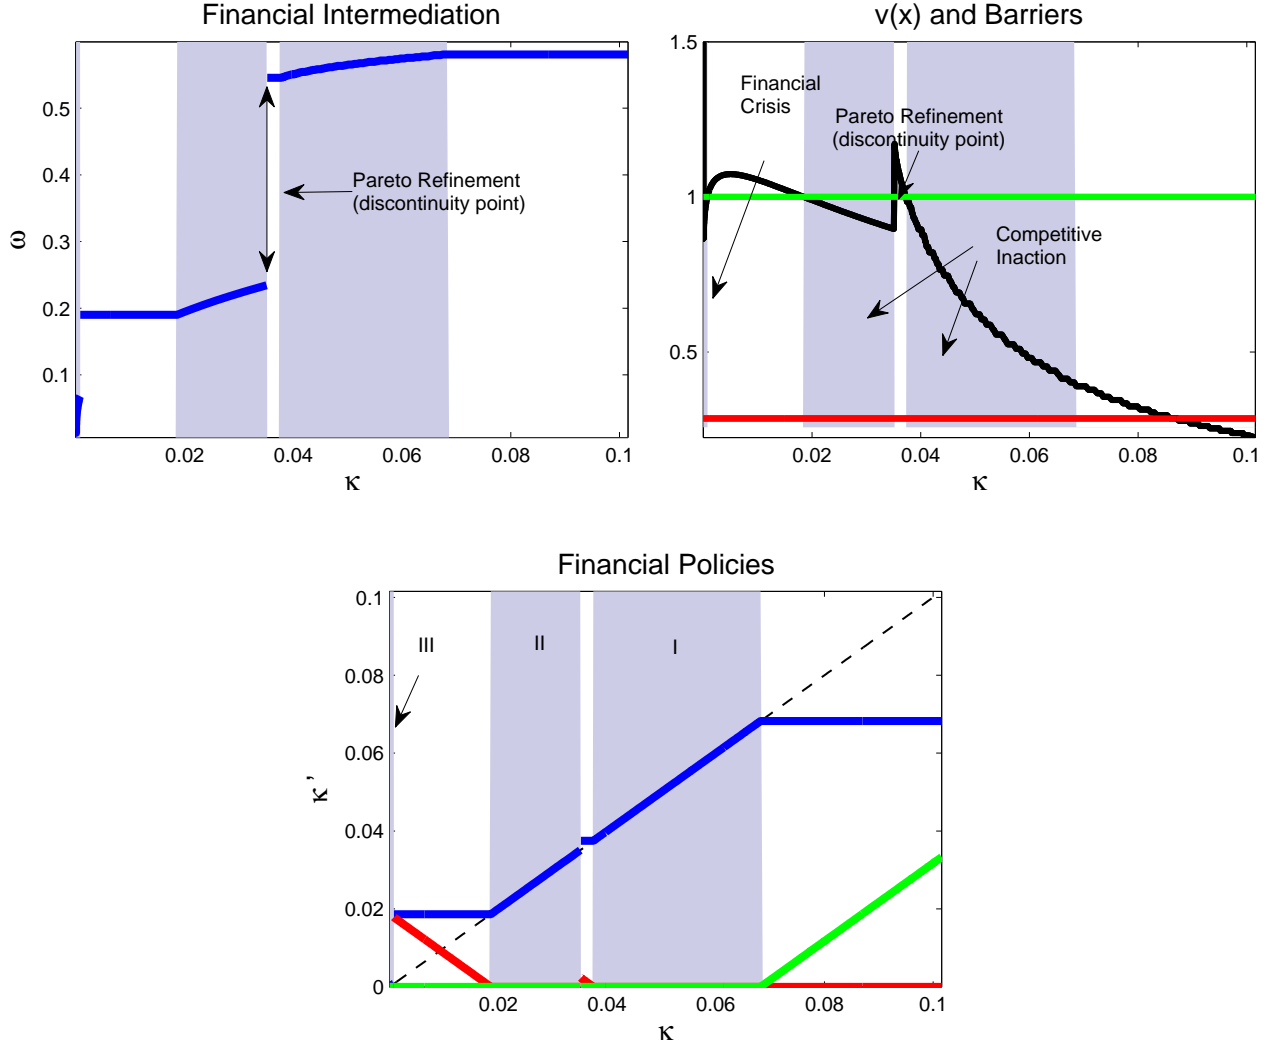 Financial Intermediation
0.5
0.4
0.3
0.2
0.1
ω
Pareto Refinement
(discontinuity point)
0.02
0.04
0.06
0.08
0.1
κ
v(x) and Barriers
1.5
1
0.5
Financial
Crisis
Pareto Refinement
(discontinuity point)
Competitive
Inaction
0.02
0.04
0.06
0.08
0.1
κ
Financial Policies
0.1
0.08
0.06
0.04
0.02
0
κ’
III
II
I
0.02
0.04
0.06
0.08
0.1
κ